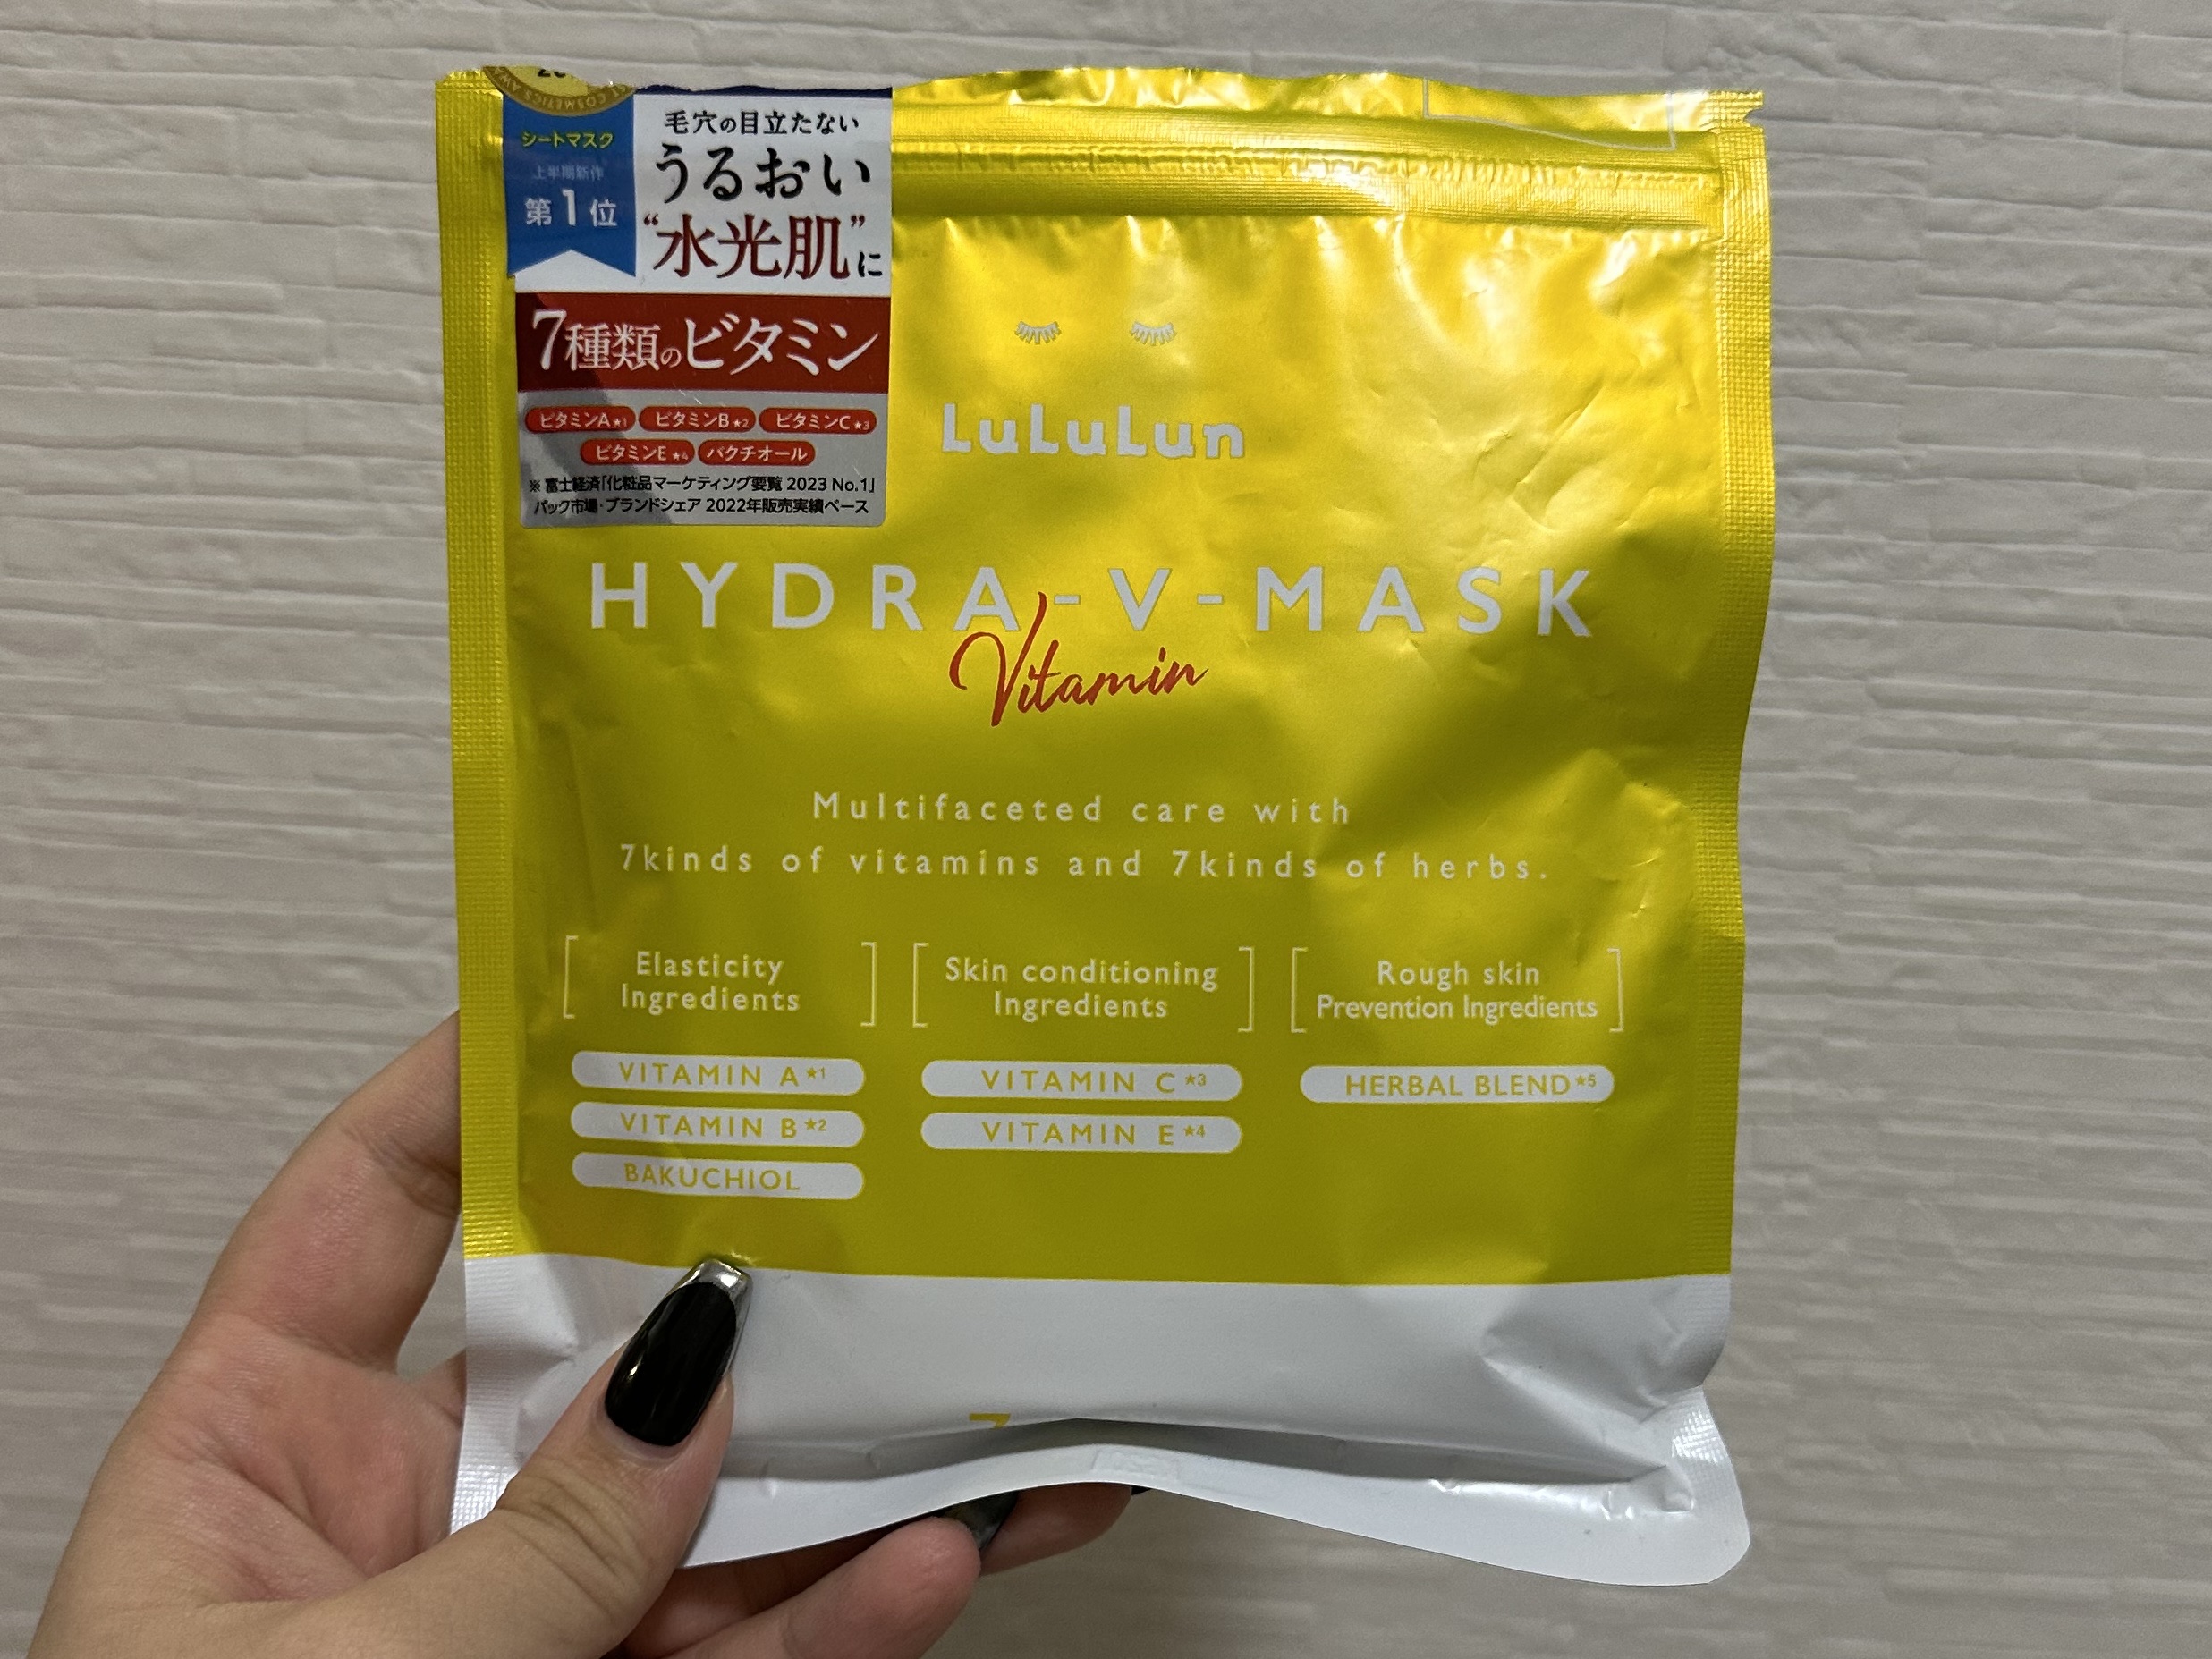 シートマスク
上半期新作
第1位
毛穴の目立たない
うるおい
“水光肌”に
7種類のビタミン
ビタミンA★1 ビタミンB★2 ビタミンC★3
ビタミンE★4 バクチオール
※ 富士経済「化粧品マーケティング要覧 2023 No.1」
パック市場・ブランドシェア 2022年販売実績ベース
LuLuLun
HYDRA-V-MASK
Vitamin
Multifaceted care with
7kinds of vitamins and 7kinds of herbs.
Elasticity
Ingredients
VITAMIN A★1
VITAMIN B★2
BAKUCHIOL
Skin conditioning
Ingredients
VITAMIN C★3
VITAMIN E★4
Rough skin
Prevention Ingredients
HERBAL BLEND★5
7